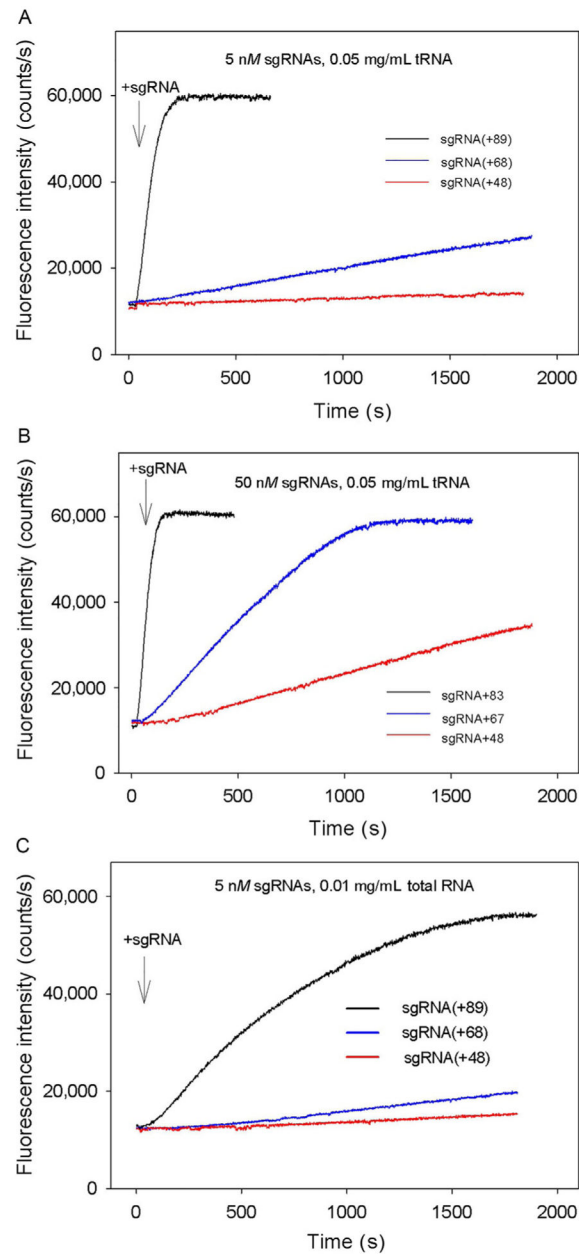 A
5 nM sgRNAs, 0.05 mg/mL tRNA
+sgRNA
60,000
40,000
20,000
0
sgRNA(+89)
sgRNA(+68)
sgRNA(+48)
Fluorescence intensity (counts/s)
0 500 1000 1500 2000
Time (s)
B
+sgRNA
50 nM sgRNAs, 0.05 mg/mL tRNA
60,000
40,000
20,000
0
sgRNA+83
sgRNA+67
sgRNA+48
Fluorescence intensity (counts/s)
0 500 1000 1500 2000
Time (s)
C
5 nM sgRNAs, 0.01 mg/mL total RNA
+sgRNA
60,000
40,000
20,000
0
sgRNA(+89)
sgRNA(+68)
sgRNA(+48)
Fluorescence intensity (counts/s)
0 500 1000 1500 2000
Time (s)